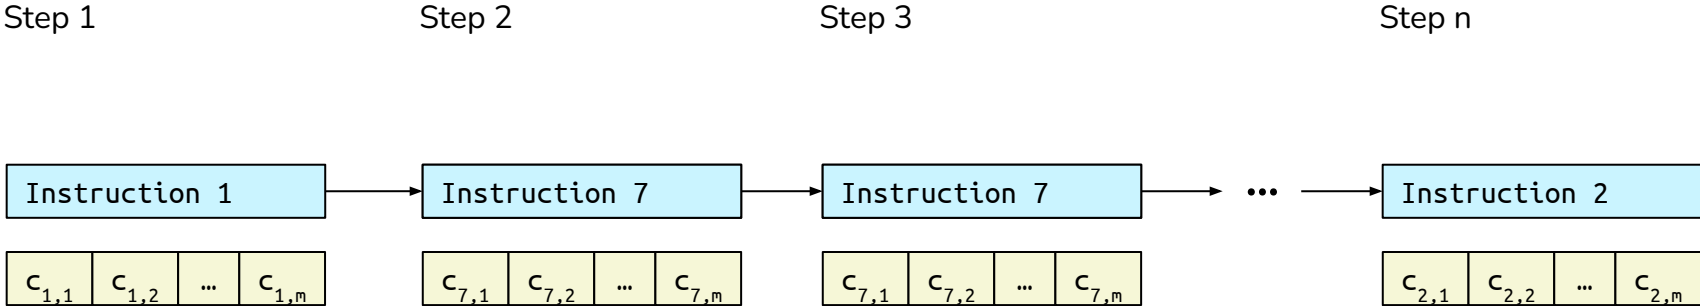 Step 1 Step 2 Step 3 Step n
Instruction 1 Instruction 7 Instruction 7 ... Instruction 2
c1,1 c1,2 … c1,m c7,1 c7,2 … c7,m c7,1 c7,2 … c7,m c2,1 c2,2 … c2,m